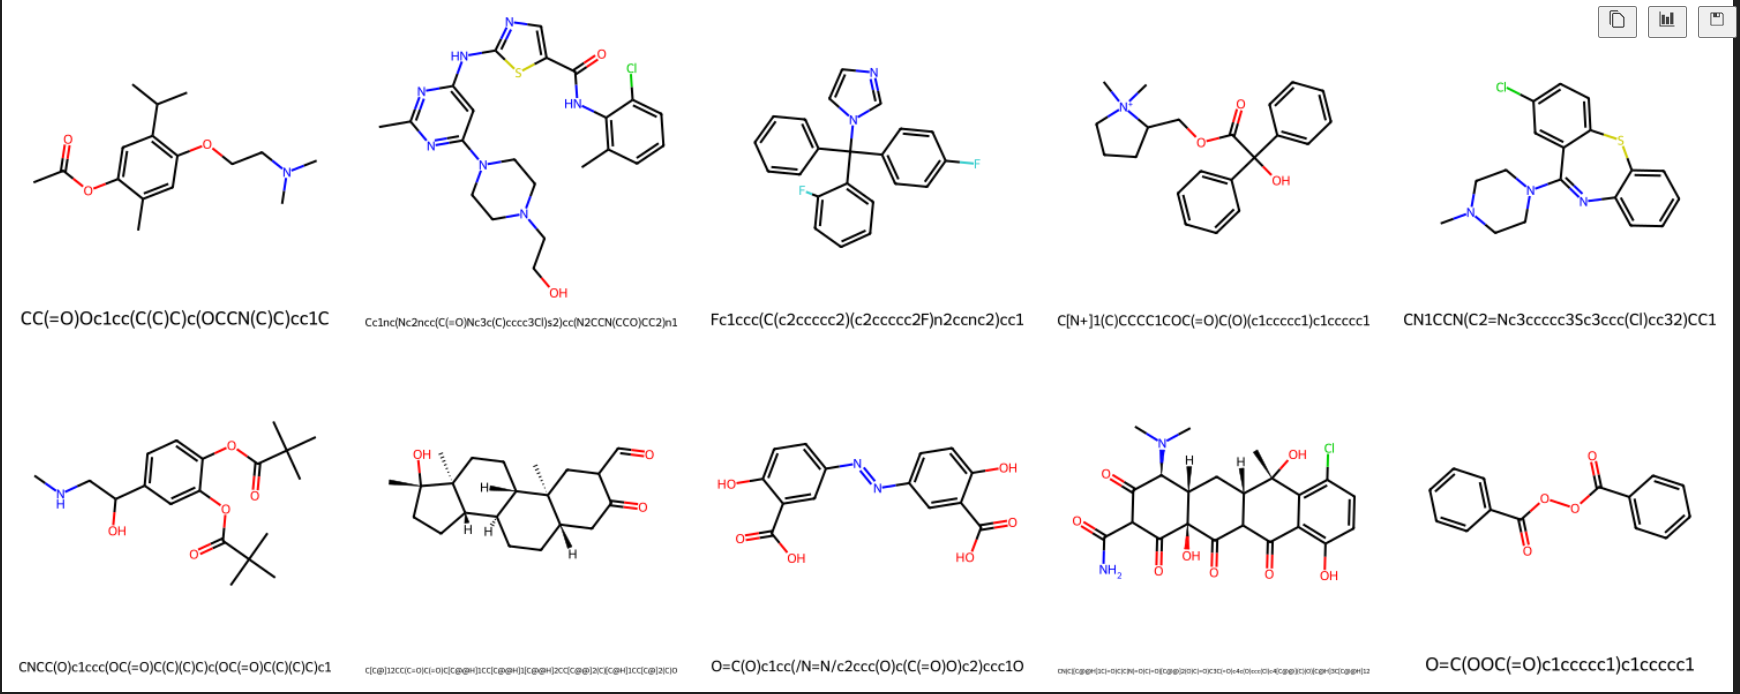 CC(=O)Oc1cc(C(C)C)c(OCCN(C)C)cc1C
Cc1nc(Nc2ncc(C(=O)Nc3c(C)cccc3Cl)s2)cc(N2CCN(CCO)CC2)n1
Fc1ccc(C(c2ccccc2)(c2ccccc2F)n2ccnc2)cc1
C[N+]1(C)CCCC1COC(=O)C(O)(c1ccccc1)c1ccccc1
CN1CCN(C2=Nc3ccccc3Sc3ccc(Cl)cc32)CC1
CNCC(O)c1ccc(OC(=O)C(C)(C)C)c(OC(=O)C(C)(C)C)c1
O=C(O)c1cc(/N=N/c2ccc(O)c(C(=O)O)c2)ccc1O
O=C(OOC(=O)c1ccccc1)c1ccccc1